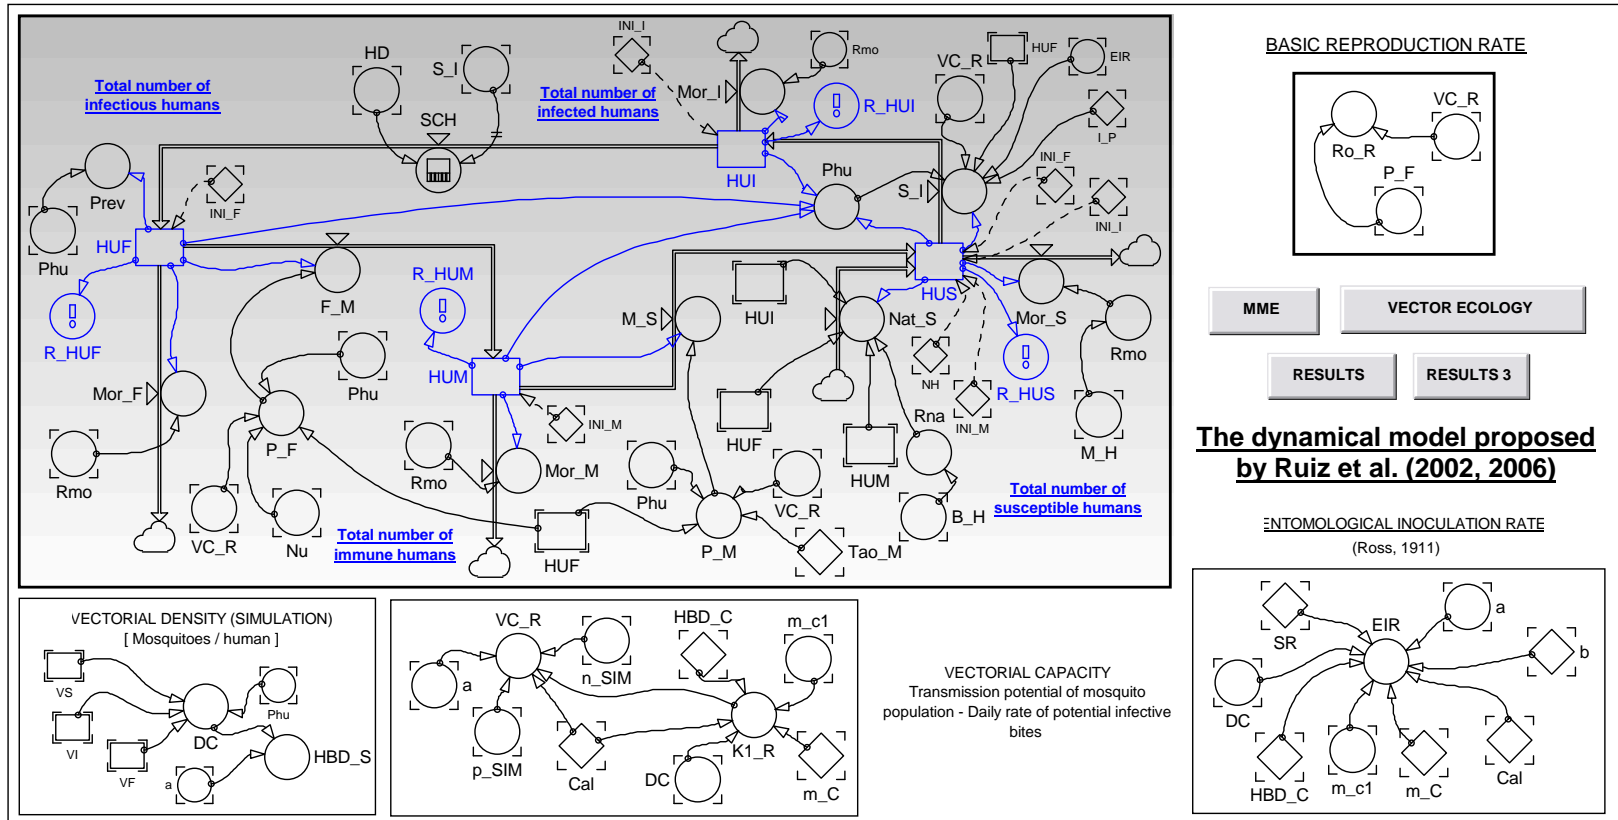 Total number of
infectious humans
HD
S_I
SCH
Total number of
infected humans
INI_I
Mor_I
Rmo
R_HUI
HUI
VC_R
HUF
EIR
I_P
Phu
S_I
INI_F
INI_I
Prev
Phu
INI_F
HUF
R_HUF
F_M
Mor_F
Rmo
Phu
P_F
VC_R
Nu
R_HUM
HUM
INI_M
Rmo
Mor_M
Total number of
immune humans
HUF
M_S
HUI
Nat_S
HUS
Mor_S
Rmo
NH
INI_M
R_HUS
M_H
HUF
HUM
Rna
B_H
Phu
VC_R
P_M
Tao_M
Total number of
susceptible humans
BASIC REPRODUCTION RATE
VC_R
Ro_R
P_F
MME
VECTOR ECOLOGY
RESULTS
RESULTS 3
The dynamical model proposed
by Ruiz et al. (2002, 2006)
ENTOMOLOGICAL INOCULATION RATE
(Ross, 1911)
SR
EIR
a
b
DC
HBD_C
m_c1
m_C
Cal
VECTORIAL DENSITY (SIMULATION)
[ Mosquitoes / human ]
VS
VI
VF
DC
Phu
a
HBD_S
VC_R
a
n_SIM
p_SIM
Cal
HBD_C
m_c1
K1_R
DC
m_C
VECTORIAL CAPACITY
Transmission potential of mosquito
population - Daily rate of potential infective
bites